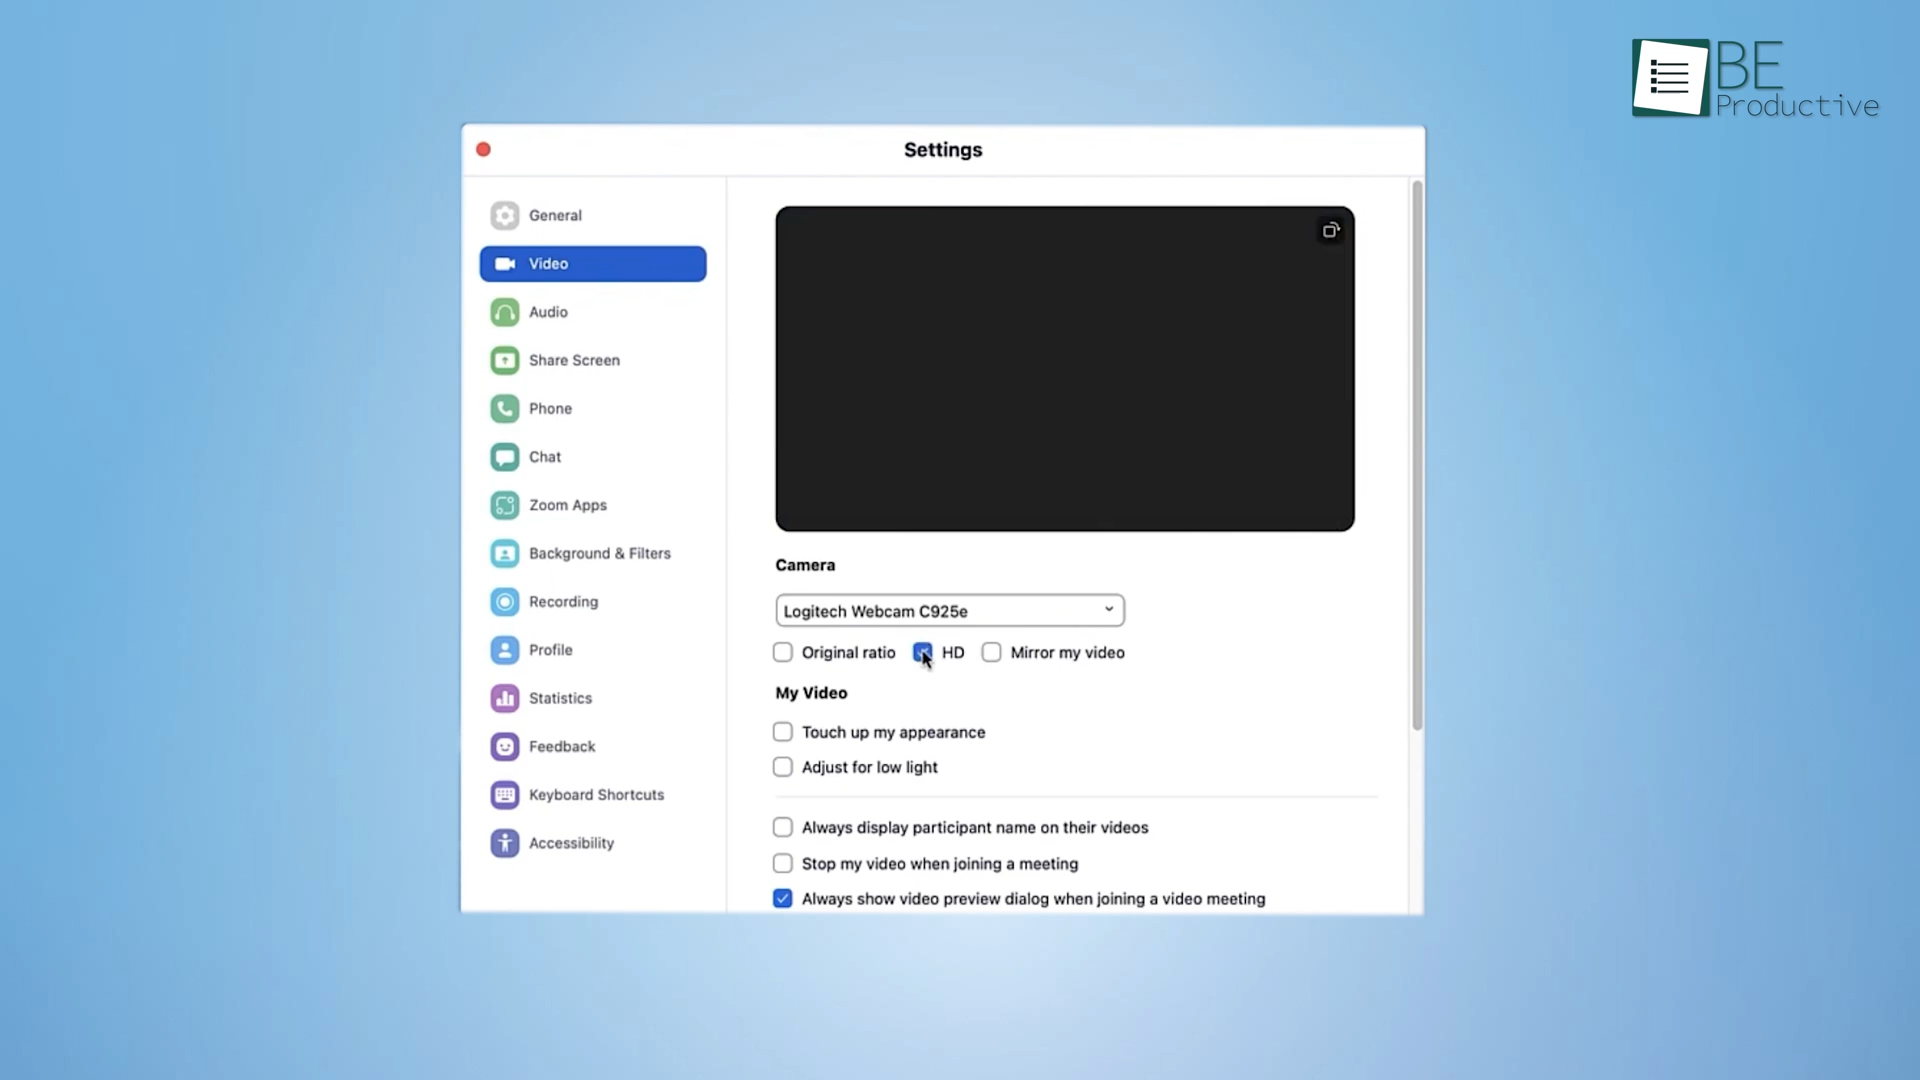 BE
Productive
Settings
General
Video
Audio
Share Screen
Phone
Chat
Zoom Apps
Background & Filters
Recording
Profile
Statistics
Feedback
Keyboard Shortcuts
Accessibility
Camera
Logitech Webcam C925e
Original ratio HD Mirror my video
My Video
Touch up my appearance
Adjust for low light
Always display participant name on their videos
Stop my video when joining a meeting
Always show video preview dialog when joining a video meeting